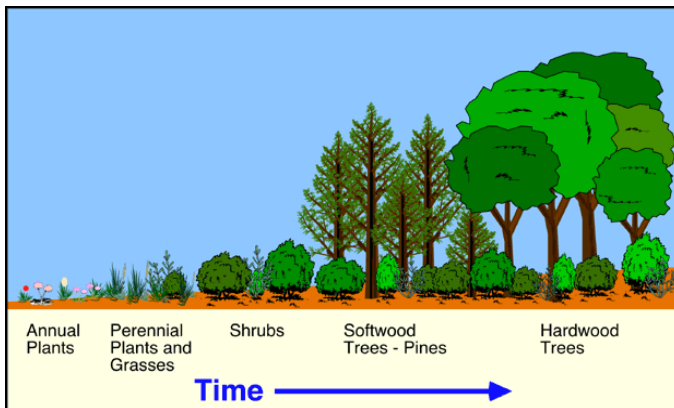 Annual
Plants
Perennial
Plants and
Grasses
Shrubs
Softwood
Trees - Pines
Hardwood
Trees
Time